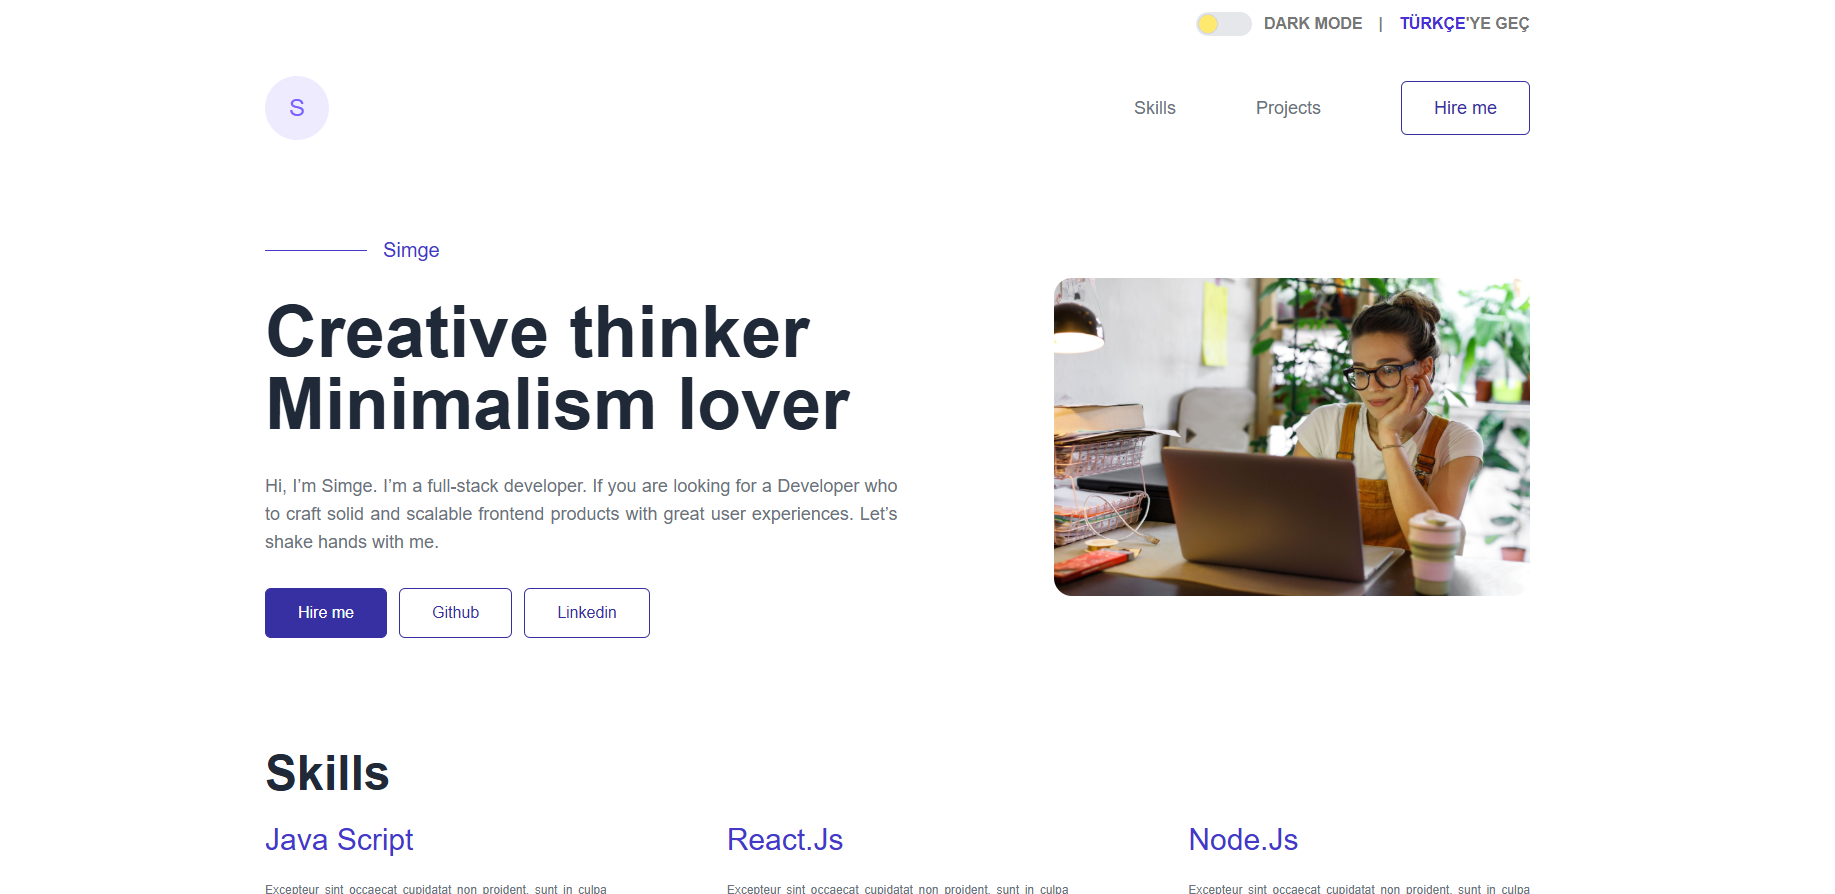 DARK MODE | TÜRKÇE'YE GEÇ
S
Skills
Projects
Hire me
Simge
Creative thinker
Minimalism lover
Hi, I’m Simge. I’m a full-stack developer. If you are looking for a Developer who
to craft solid and scalable frontend products with great user experiences. Let’s
shake hands with me.
Hire me
Github
Linkedin
Skills
Java Script
Excepteur sint occaecat cupidatat non proident, sunt in culpa
React.Js
Excepteur sint occaecat cupidatat non proident, sunt in culpa
Node.Js
Excepteur sint occaecat cupidatat non proident, sunt in culpa